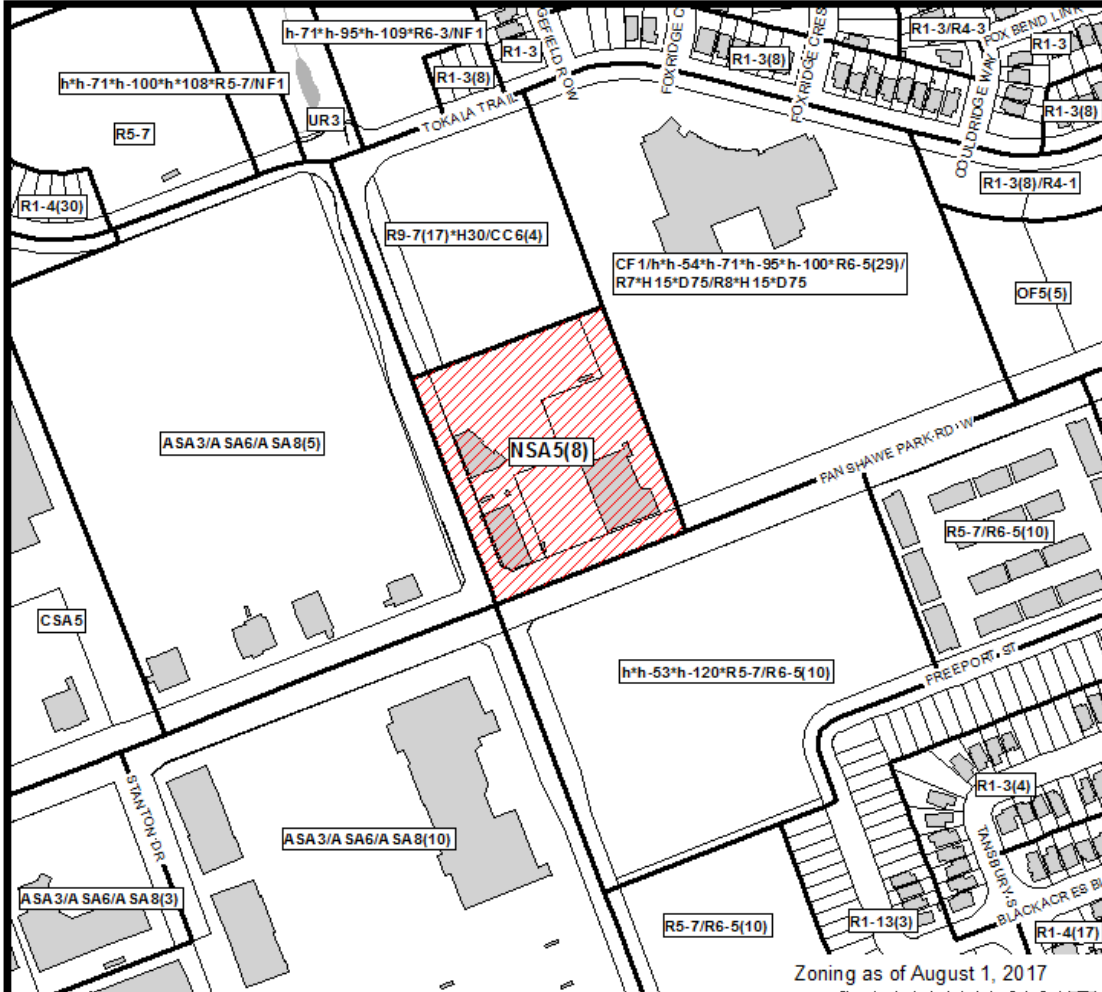 h-71*h-95*h-109*R6-3/NF1
R1-3
GEFIELD ROW
FOXRIDGE C
R1-3(8)
FOXRIDGE CRES
R1-3/R4-3
FOX BEND LINK
R1-3
h*h-71*h-100*h*108*R5-7/NF1
R1-3(8)
UR3
TOKALA TRAIL
R1-3(8)
R5-7
COULDRIDGE WAY
R1-3(8)/R4-1
R1-4(30)
R9-7(17)*H30/CC6(4)
CF1/h*h-54*h-71*h-95*h-100*R6-5(29)/
R7*H15*D75/R8*H15*D75
OF5(5)
ASA3/ASA6/ASA8(5)
NSA5(8)
FANSHAWE PARK RD W
R5-7/R6-5(10)
CSA5
h*h-53*h-120*R5-7/R6-5(10)
FREEPORT ST
STANTON DR
R1-3(4)
ASA3/ASA6/ASA8(10)
TANSBURY S
ASA3/ASA6/ASA8(3)
R5-7/R6-5(10)
R1-13(3)
BLACKACRES B
R1-4(17)
Zoning as of August 1, 2017